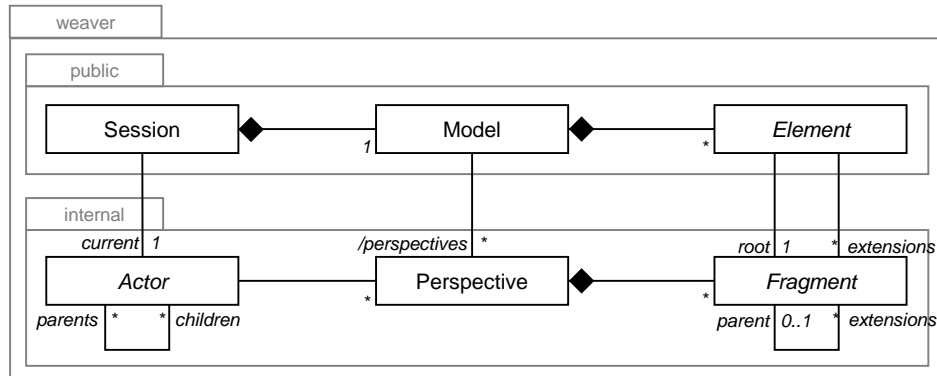 weaver
public
Session
Model
Element
1
*
internal
current 1
/perspectives *
root 1
* extensions
Actor
Perspective
Fragment
*
*
parents * * children
parent 0..1 * extensions